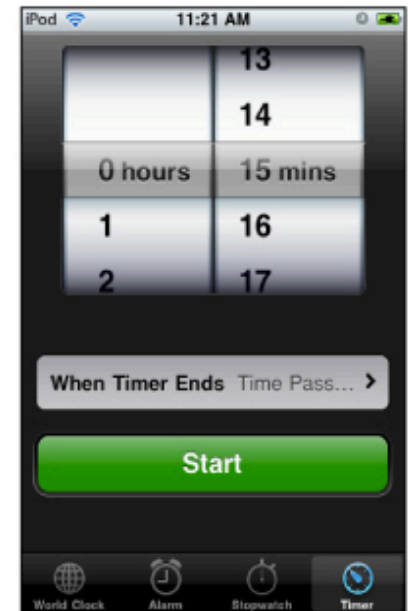 iPod 11:21 AM
13
14
0 hours 15 mins
1 16
2 17
When Timer Ends Time Pass...
Start
World Clock Alarm Stopwatch Timer